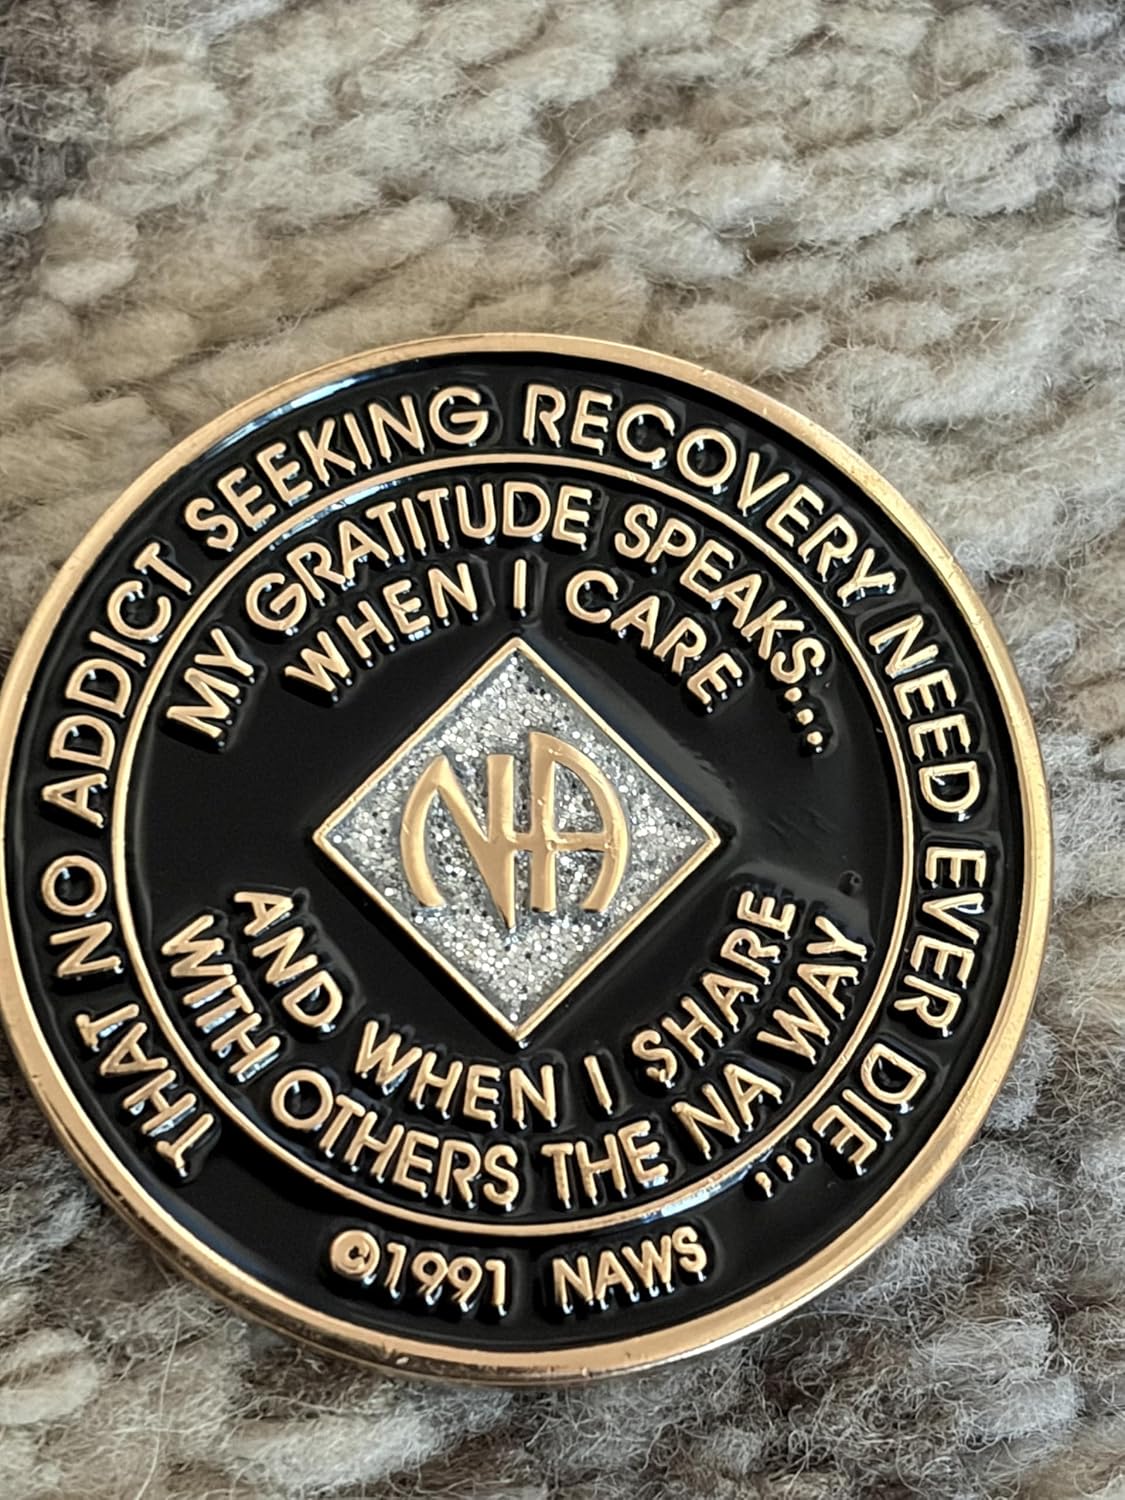 THAT NO ADDICT SEEKING RECOVERY NEED EVER DIE,,,,
MY GRATITUDE SPEAKS...
WHEN I CARE
NA
AND WHEN I SHARE
WITH OTHERS THE NA WAY
©1991 NAWS